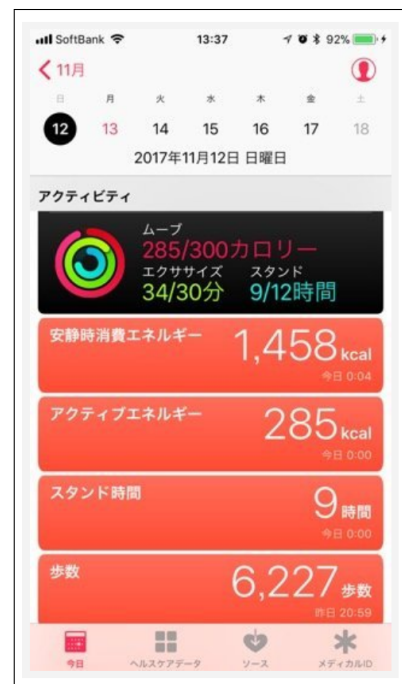 SoftBank 13:37 92%
11月
日 月 火 水 木 金 土
12 13 14 15 16 17 18
2017年11月12日 日曜日
アクティビティ
ムーブ
285/300カロリー
エクササイズ スタンド
34/30分 9/12時間
安静時消費エネルギー
1,458 kcal
今日 0:04
アクティブエネルギー
285 kcal
今日 0:00
スタンド時間
9 時間
今日 0:00
歩数
6,227 歩数
昨日 20:59
今日 ヘルスケアデータ ソース メディカルID